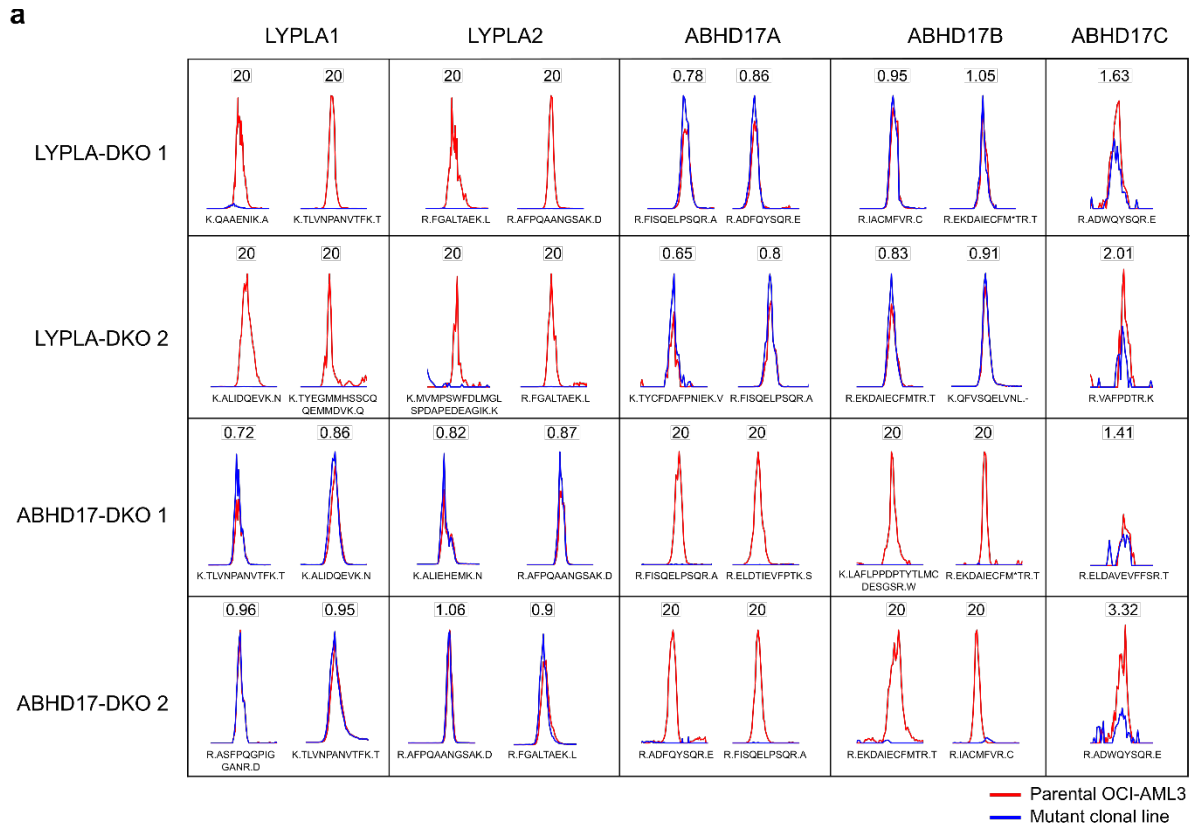 a
LYPLA1 LYPLA2 ABHD17A ABHD17B ABHD17C
LYPLA-DKO 1
20 20 20 20 0.78 0.86 0.95 1.05 1.63
K.QAAENIK.A K.TLVNPANVTFK.T R.FGALTAEK.L R.AFPQAANGSAK.D R.FISQELPSQR.A R.ADFQYSQR.E R.IACMFVR.C R.EKDAIECFM*TR.T R.ADWQYSQR.E
LYPLA-DKO 2
20 20 20 20 0.65 0.8 0.83 0.91 2.01
K.ALIDQEVK.N K.TYEGMMHSSCQ K.MVMPSWFDLMGL R.FGALTAEK.L K.TYCFDAFPNIEK.V R.FISQELPSQR.A R.EKDAIECFMTR.T K.QFVSQELVNL.- R.VAFPDTR.K
QEMMDVK.Q SPDAPEDEAGIK.K
ABHD17-DKO 1
0.72 0.86 0.82 0.87 20 20 20 20 1.41
K.TLVNPANVTFK.T K.ALIDQEVK.N K.ALIEHEMK.N R.AFPQAANGSAK.D R.FISQELPSQR.A R.ELDTIEVFPTK.S K.LAFLPPDPTYTLMC R.EKDAIECFM*TR.T R.ELDAVEVFFSR.T
DESGSR.W
ABHD17-DKO 2
0.96 0.95 1.06 0.9 20 20 20 20 3.32
R.ASFPQGPIG K.TLVNPANVTFK.T R.AFPQAANGSAK.D R.FGALTAEK.L R.ADFQYSQR.E R.FISQELPSQR.A R.EKDAIECFMTR.T R.IACMFVR.C R.ADWQYSQR.E
GANR.D
Parental OCI-AML3
Mutant clonal line